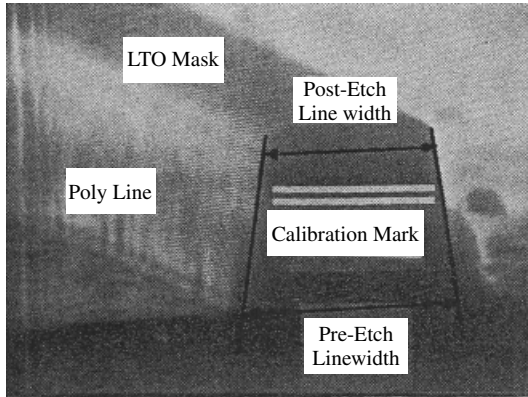 LTO Mask
Post-Etch
Line width
Poly Line
Calibration Mark
Pre-Etch
Linewidth